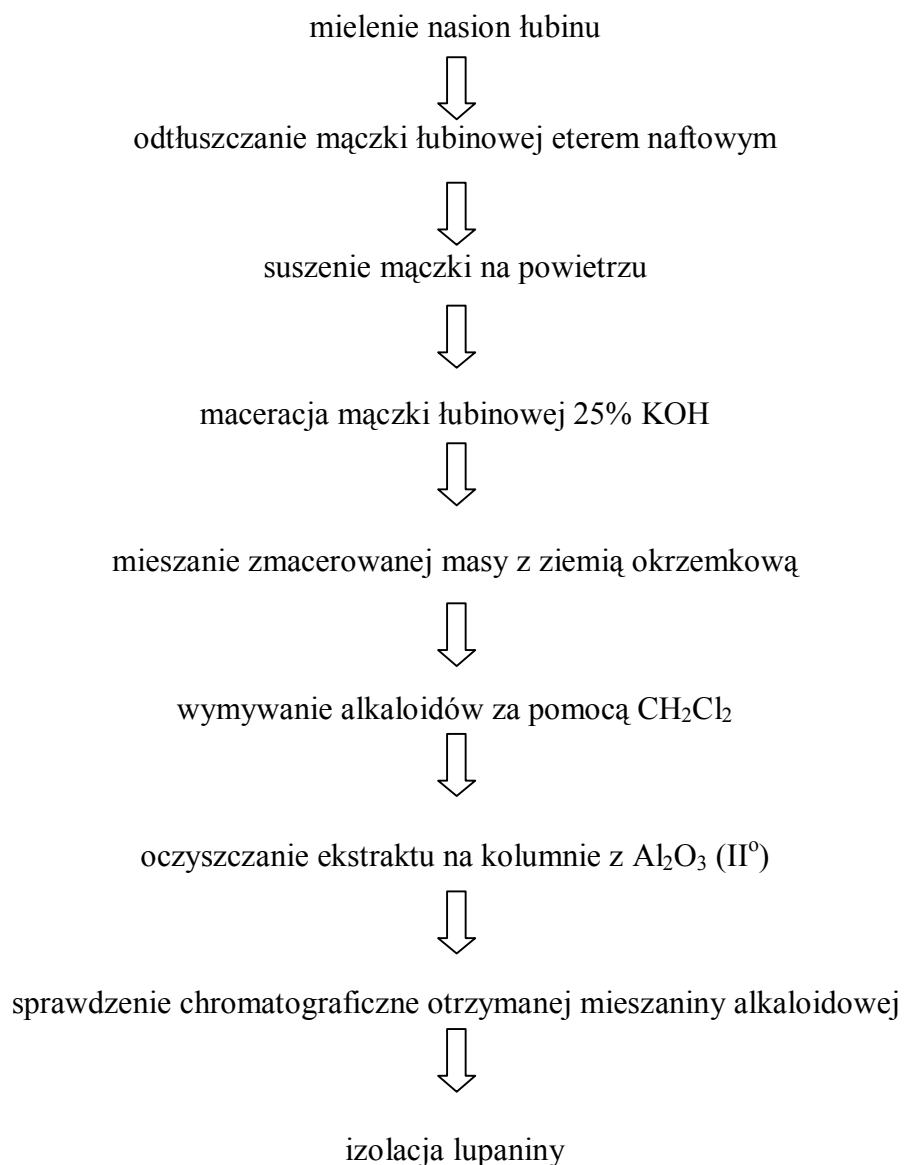 mielenie nasion łubinu
odtłuszczanie mączki łubinowej eterem naftowym
suszenie mączki na powietrzu
maceracja mączki łubinowej 25% KOH
mieszanie zmacerowanej masy z ziemią okrzemkową
wymywanie alkaloidów za pomocą CH₂Cl₂
oczyszczanie ekstraktu na kolumnie z Al₂O₃ (IIᵒ)
sprawdzenie chromatograficzne otrzymanej mieszaniny alkaloidowej
izolacja lupaniny